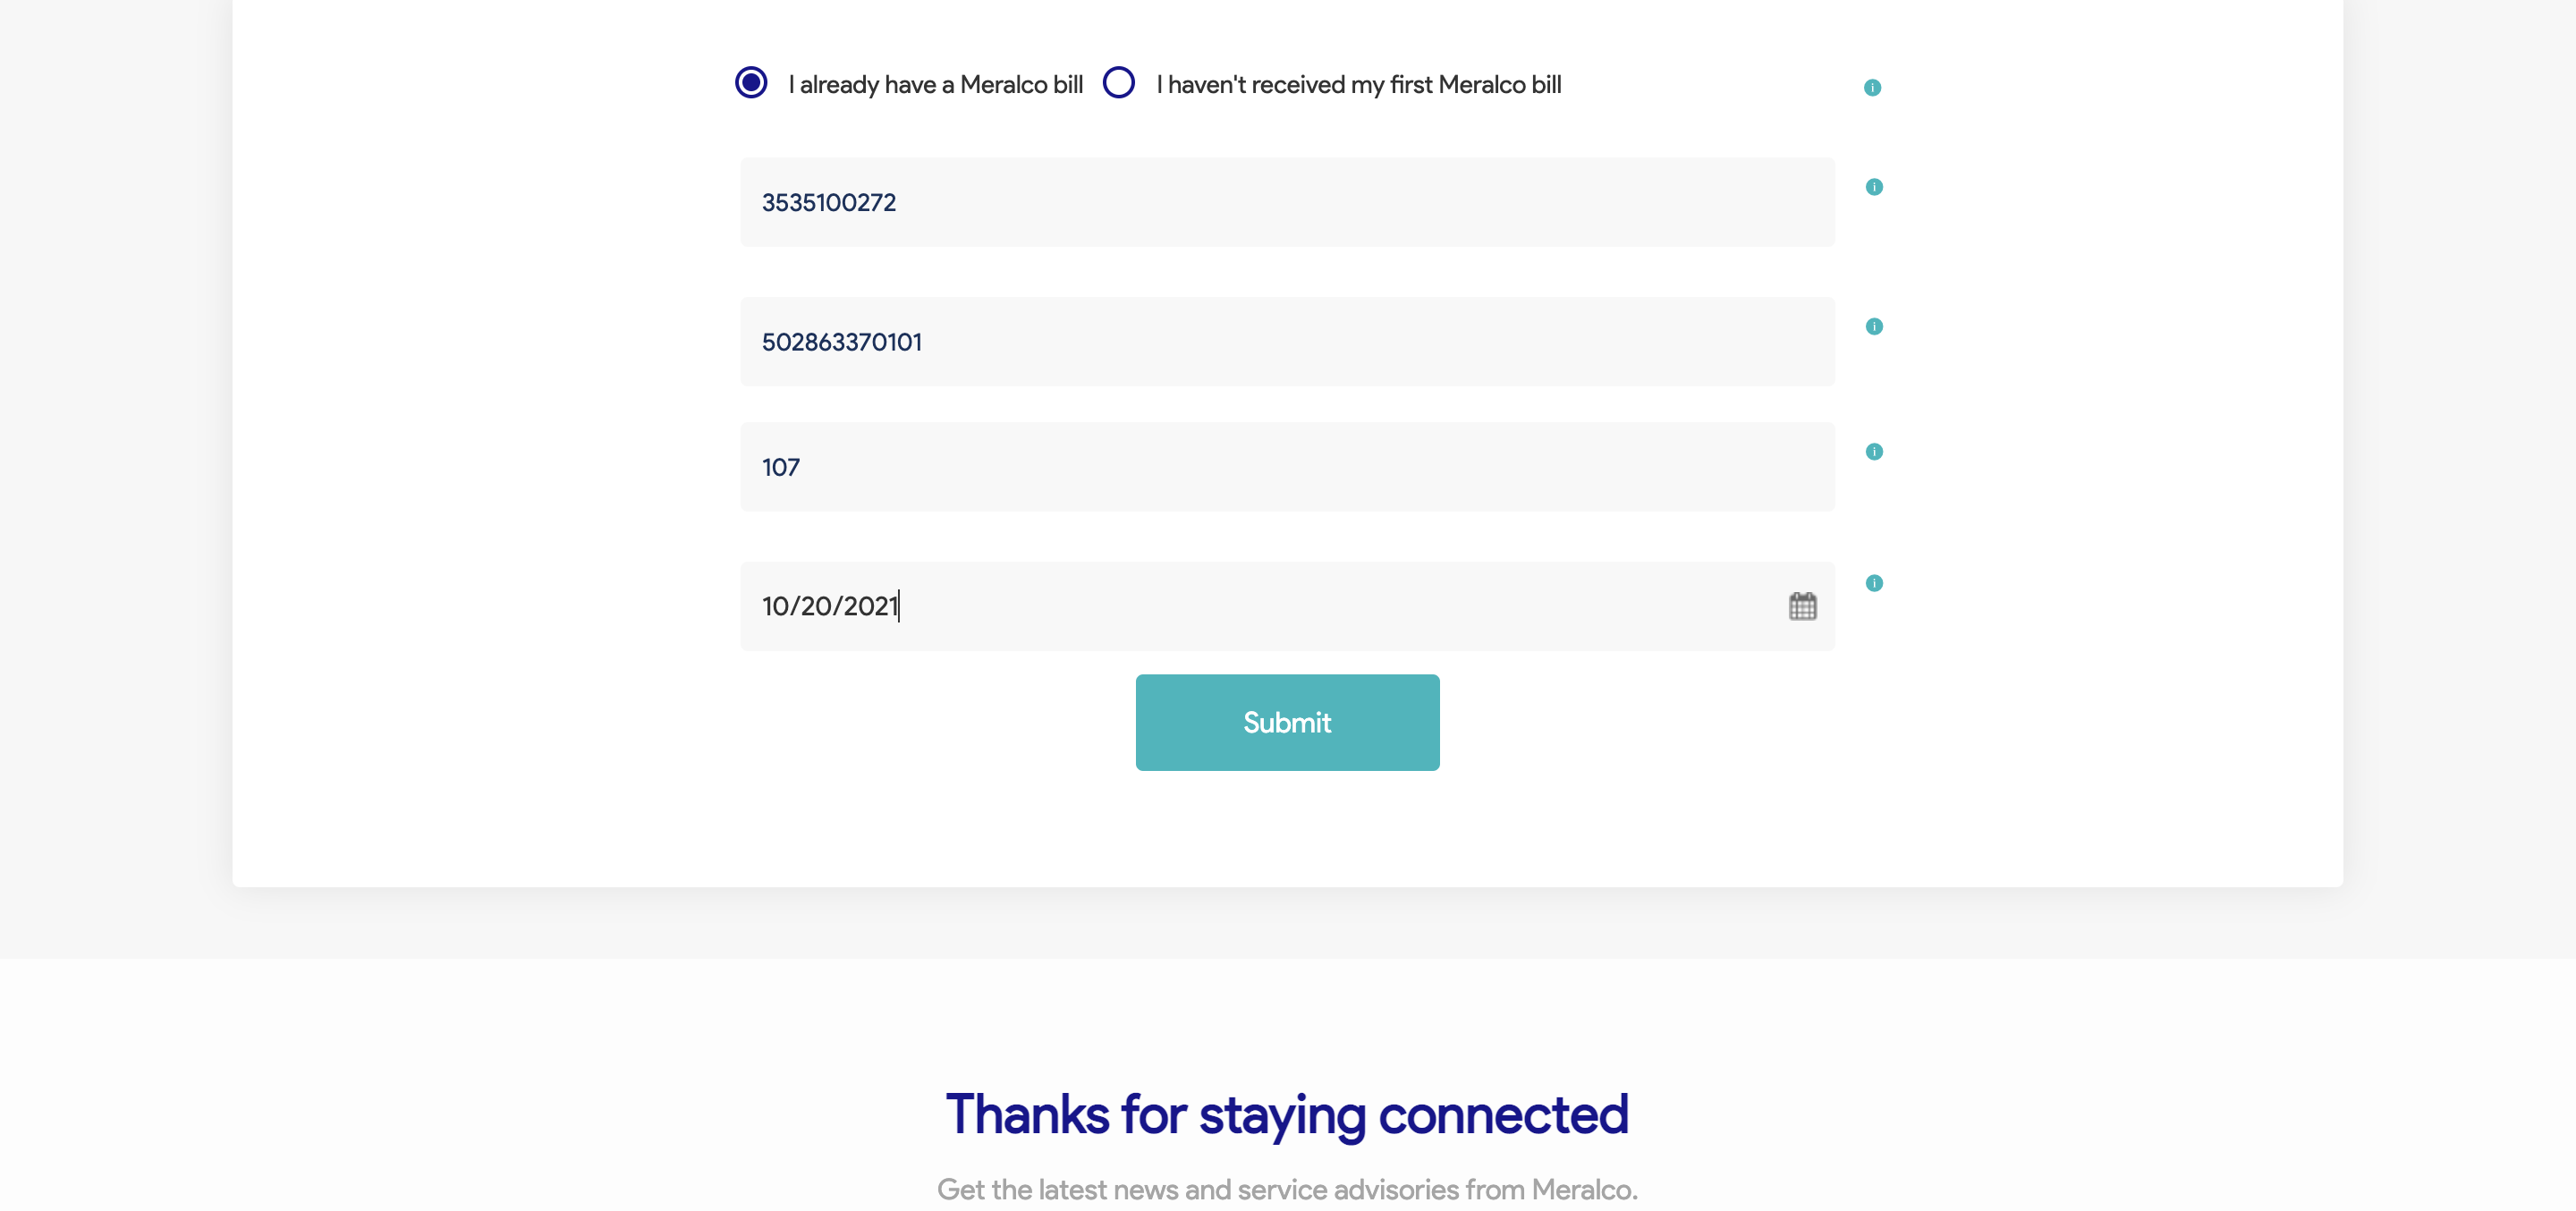 I already have a Meralco bill I haven't received my first Meralco bill
3535100272
502863370101
107
10/20/2021
Submit
Thanks for staying connected
Get the latest news and service advisories from Meralco.